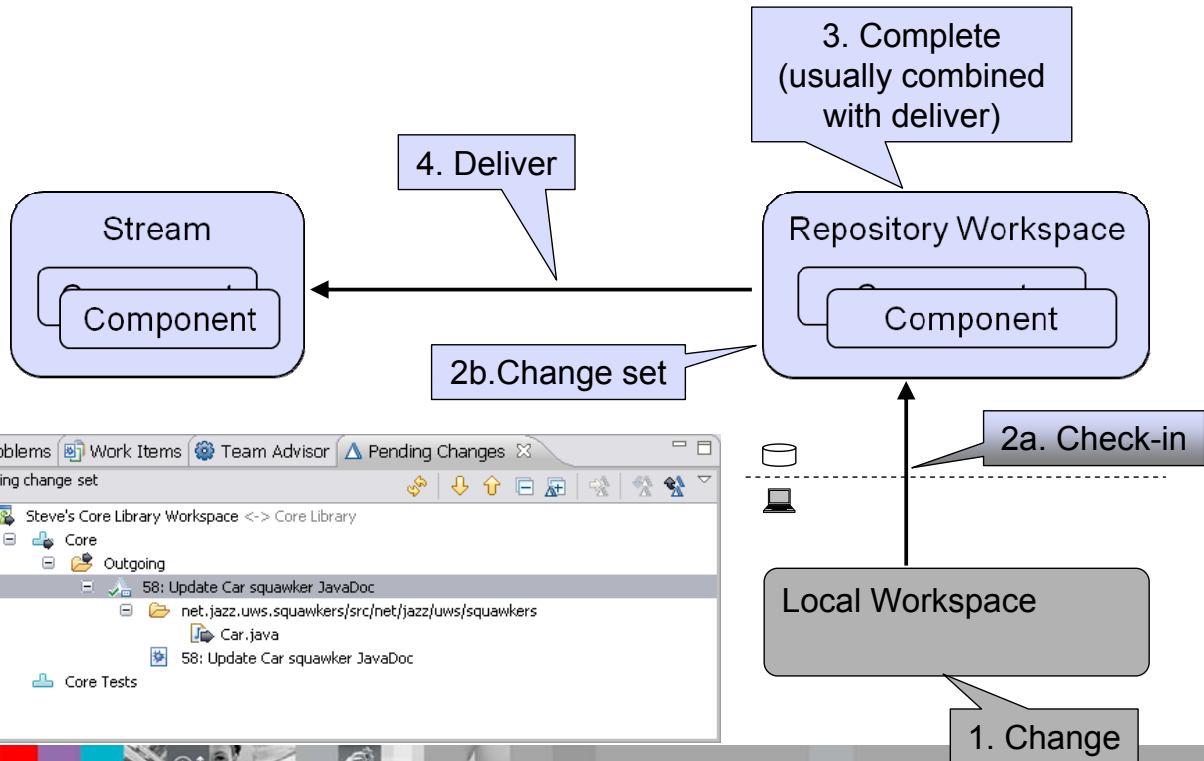 3. Complete
(usually combined
with deliver)
4. Deliver
Stream
Component
Repository Workspace
Component
2b.Change set
2a. Check-in
Work Items
Team Advisor
Pending Changes
change set
Steve's Core Library Workspace <-> Core Library
Core
Outgoing
58: Update Car squawker JavaDoc
net.jazz.uws.squawkers/src/net/jazz/uws/squawkers
Car.java
58: Update Car squawker JavaDoc
Core Tests
Local Workspace
1. Change